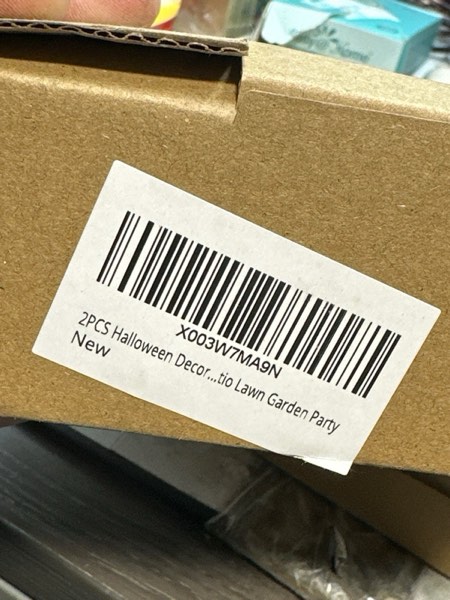 X003W7MA9N
2PCS Halloween Decor...tio Lawn Garden Party
New